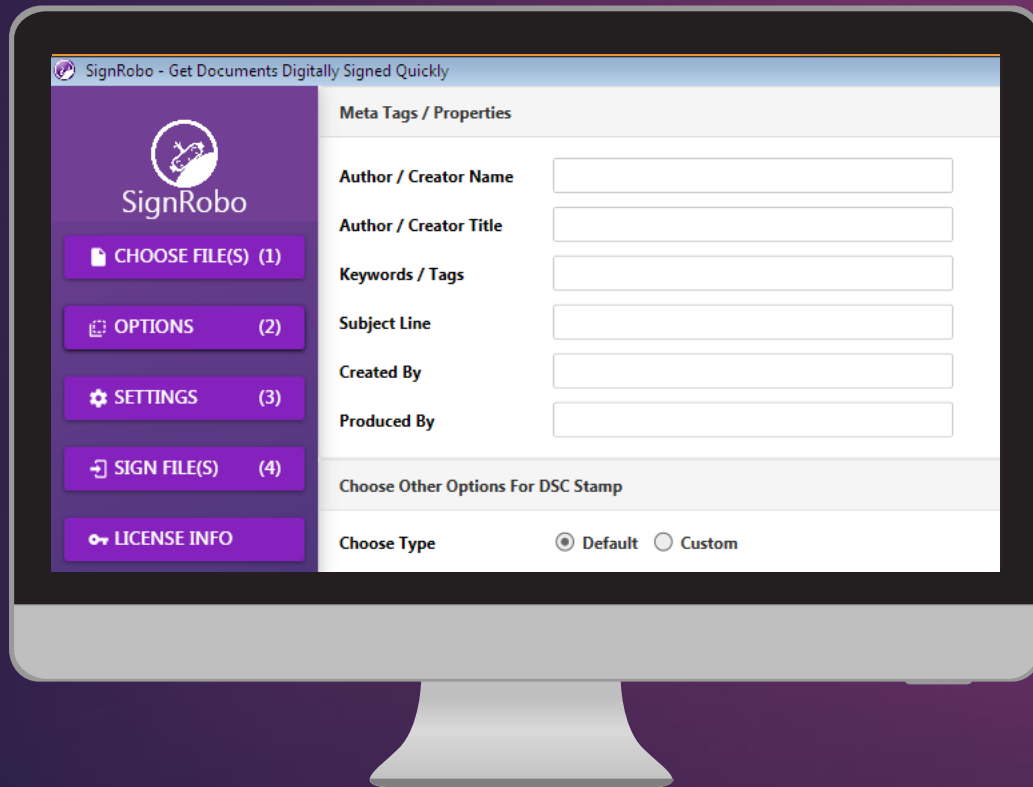 SignRobo - Get Documents Digitally Signed Quickly
SignRobo
CHOOSE FILE(S) (1)
OPTIONS (2)
SETTINGS (3)
SIGN FILE(S) (4)
LICENSE INFO
Meta Tags / Properties
Author / Creator Name
Author / Creator Title
Keywords / Tags
Subject Line
Created By
Produced By
Choose Other Options For DSC Stamp
Choose Type Default Custom